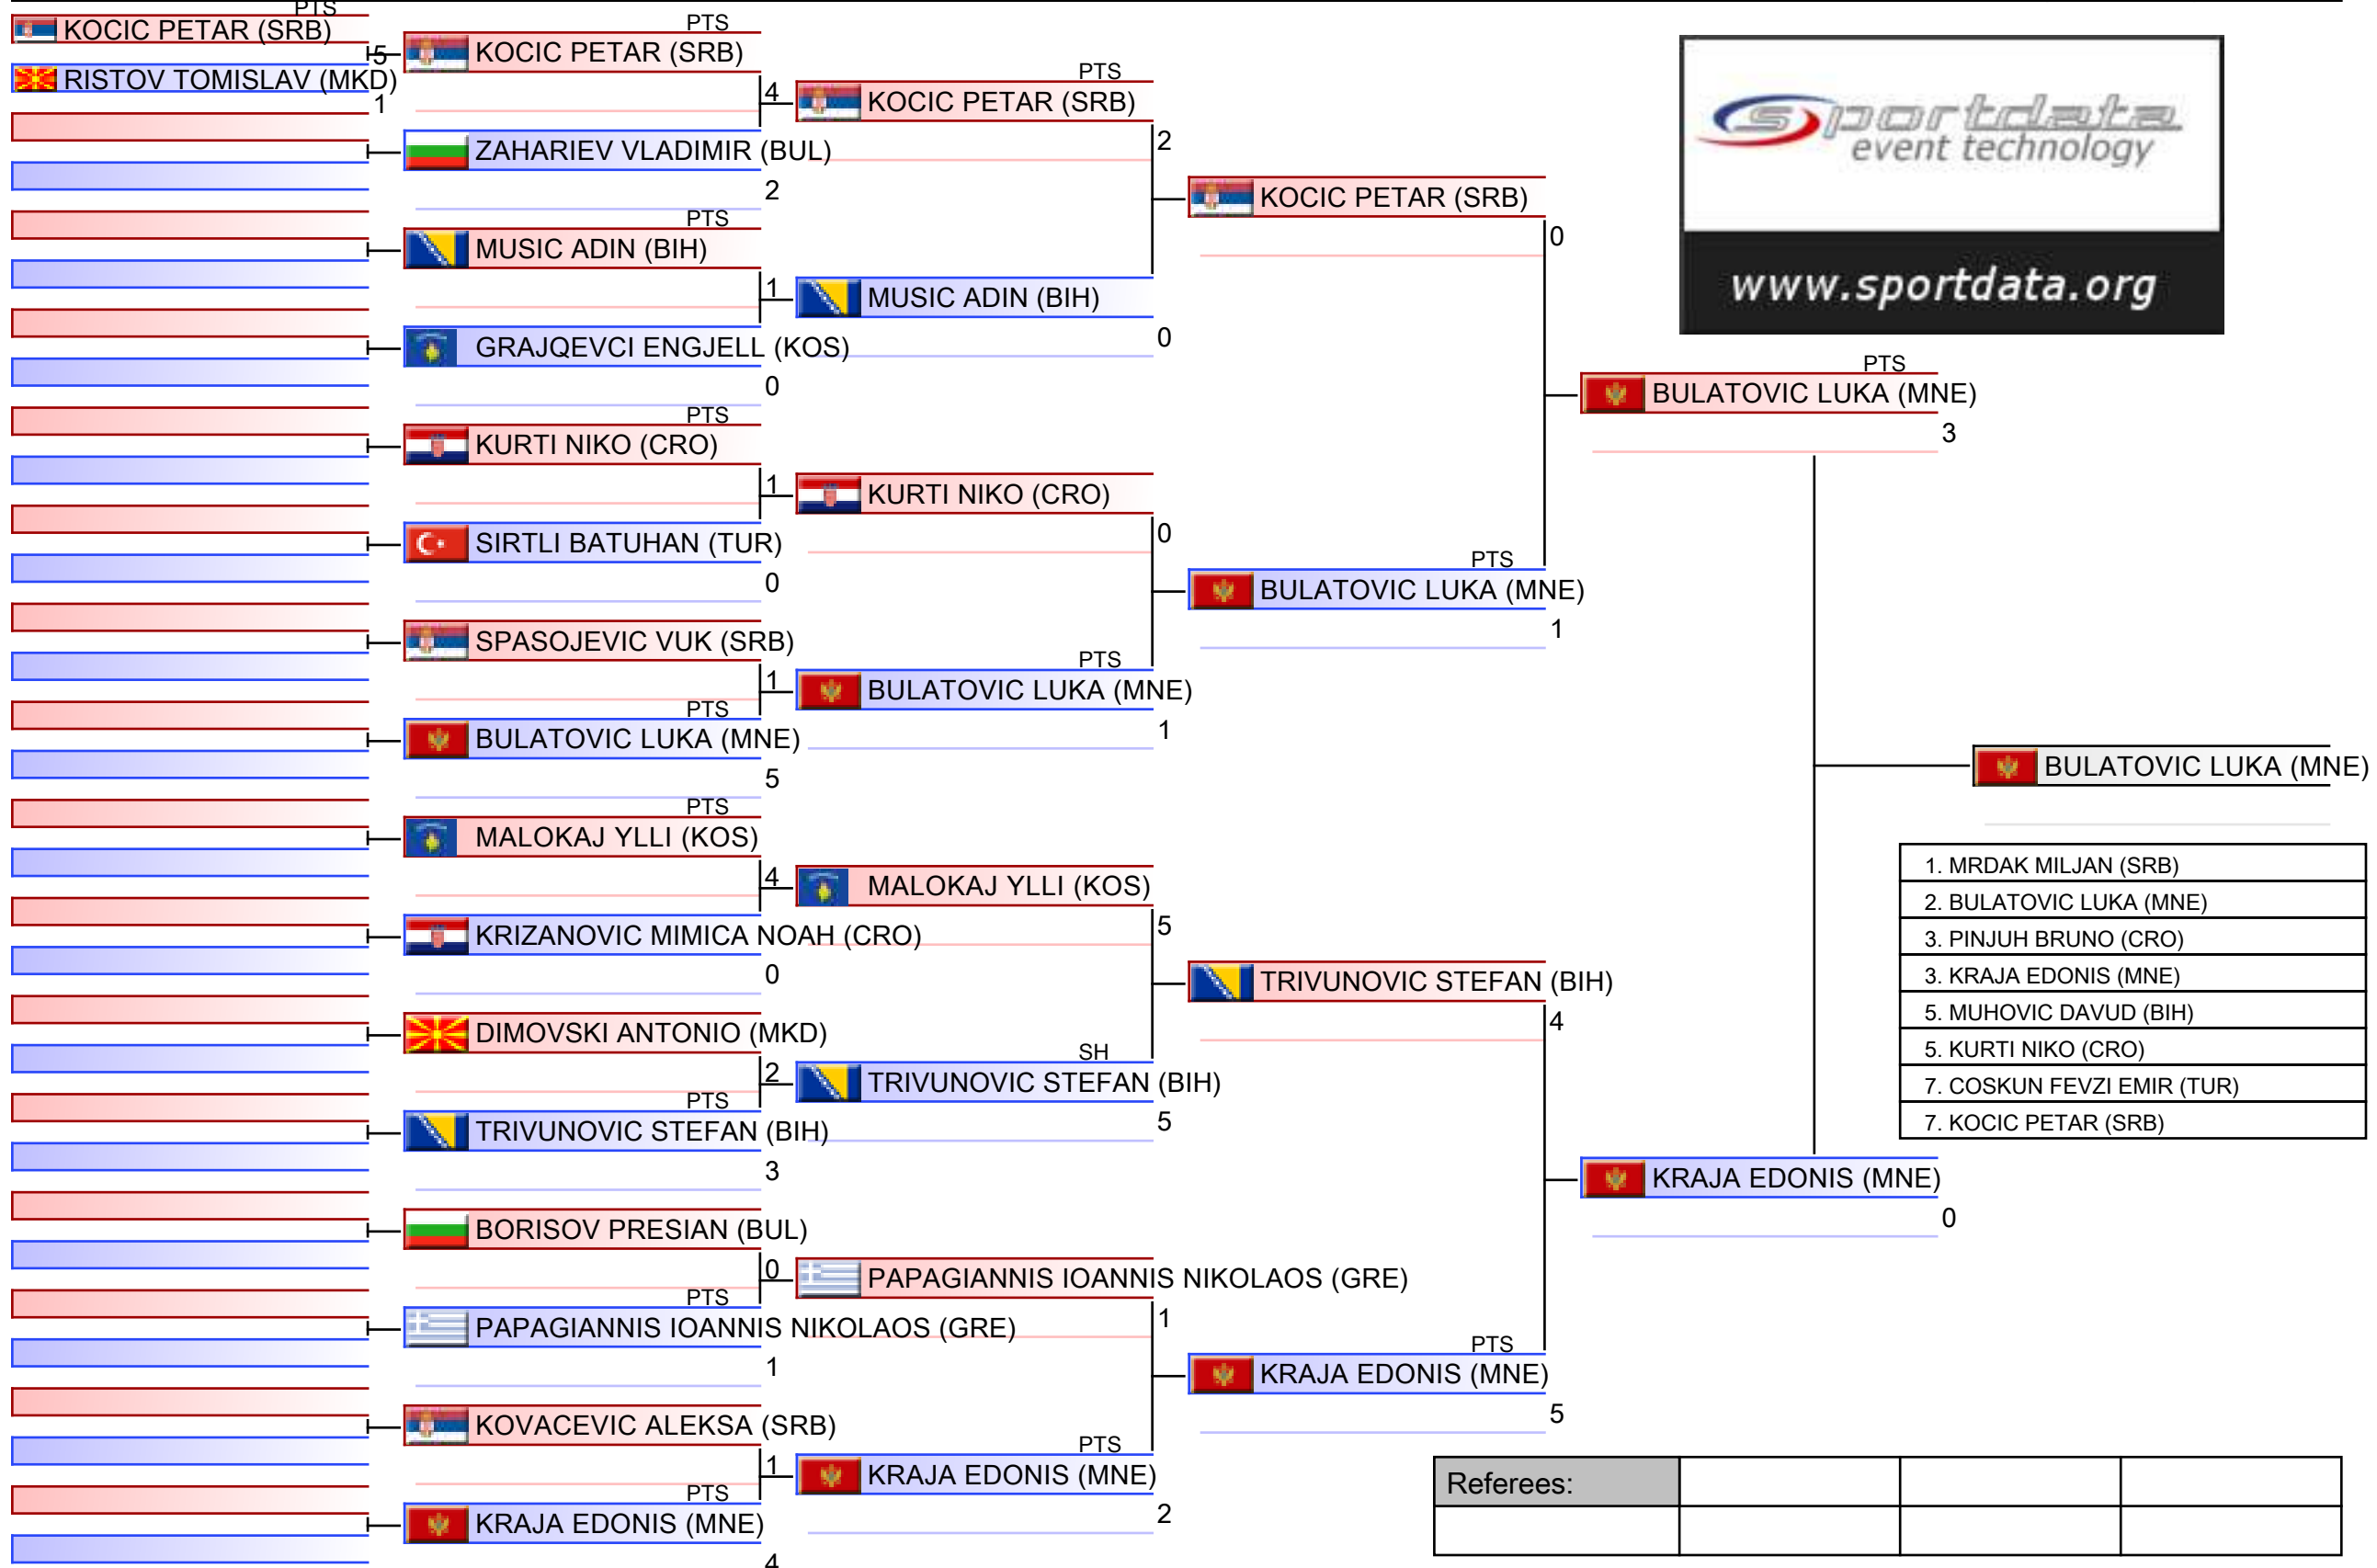 PTS
KOCIC PETAR (SRB)
5
RISTOV TOMISLAV (MKD)
1
PTS
KOCIC PETAR (SRB)
4
ZAHARIEV VLADIMIR (BUL)
2
PTS
MUSIC ADIN (BIH)
1
GRAJQEVCI ENGJELL (KOS)
0
PTS
KURTI NIKO (CRO)
1
SIRTLI BATUHAN (TUR)
0
SPASOJEVIC VUK (SRB)
1
PTS
BULATOVIC LUKA (MNE)
5
PTS
MALOKAJ YLLI (KOS)
4
KRIZANOVIC MIMICA NOAH (CRO)
0
DIMOVSKI ANTONIO (MKD)
2
PTS
TRIVUNOVIC STEFAN (BIH)
3
BORISOV PRESIAN (BUL)
0
PTS
PAPAGIANNIS IOANNIS NIKOLAOS (GRE)
1
KOVACEVIC ALEKSA (SRB)
1
PTS
KRAJA EDONIS (MNE)
4
PTS
KOCIC PETAR (SRB)
2
MUSIC ADIN (BIH)
0
KURTI NIKO (CRO)
0
PTS
BULATOVIC LUKA (MNE)
1
MALOKAJ YLLI (KOS)
5
SH
TRIVUNOVIC STEFAN (BIH)
5
PAPAGIANNIS IOANNIS NIKOLAOS (GRE)
1
PTS
KRAJA EDONIS (MNE)
2
KOCIC PETAR (SRB)
0
PTS
BULATOVIC LUKA (MNE)
1
TRIVUNOVIC STEFAN (BIH)
4
PTS
KRAJA EDONIS (MNE)
5
sportdata
event technology
www.sportdata.org
PTS
BULATOVIC LUKA (MNE)
3
KRAJA EDONIS (MNE)
0
BULATOVIC LUKA (MNE)
1. MRDAK MILJAN (SRB)
2. BULATOVIC LUKA (MNE)
3. PINJUH BRUNO (CRO)
3. KRAJA EDONIS (MNE)
5. MUHOVIC DAVUD (BIH)
5. KURTI NIKO (CRO)
7. COSKUN FEVZI EMIR (TUR)
7. KOCIC PETAR (SRB)
Referees: